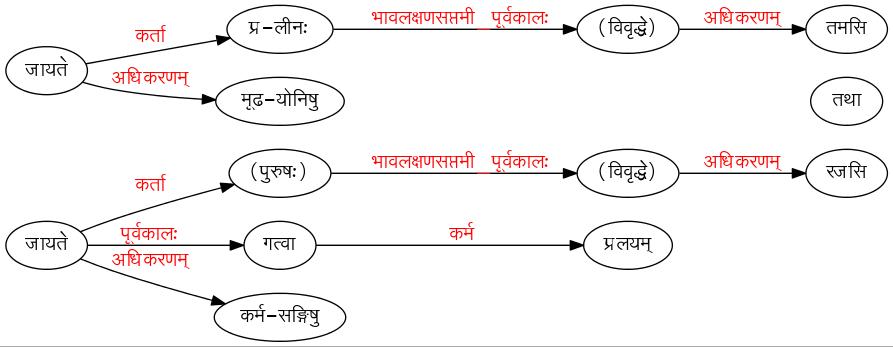 कर्ता प्र-लीनः भावलक्षणसप्तमी_पूर्वकालः (विवृद्धे) अधिकरणम् तमसि
जायते
अधिकरणम् मूढ-योनिषु तथा
कर्ता (पुरुषः) भावलक्षणसप्तमी_पूर्वकालः (विवृद्धे) अधिकरणम् रजसि
जायते पूर्वकालः गत्वा कर्म प्रलयम्
अधिकरणम् कर्म-सङ्गिषु